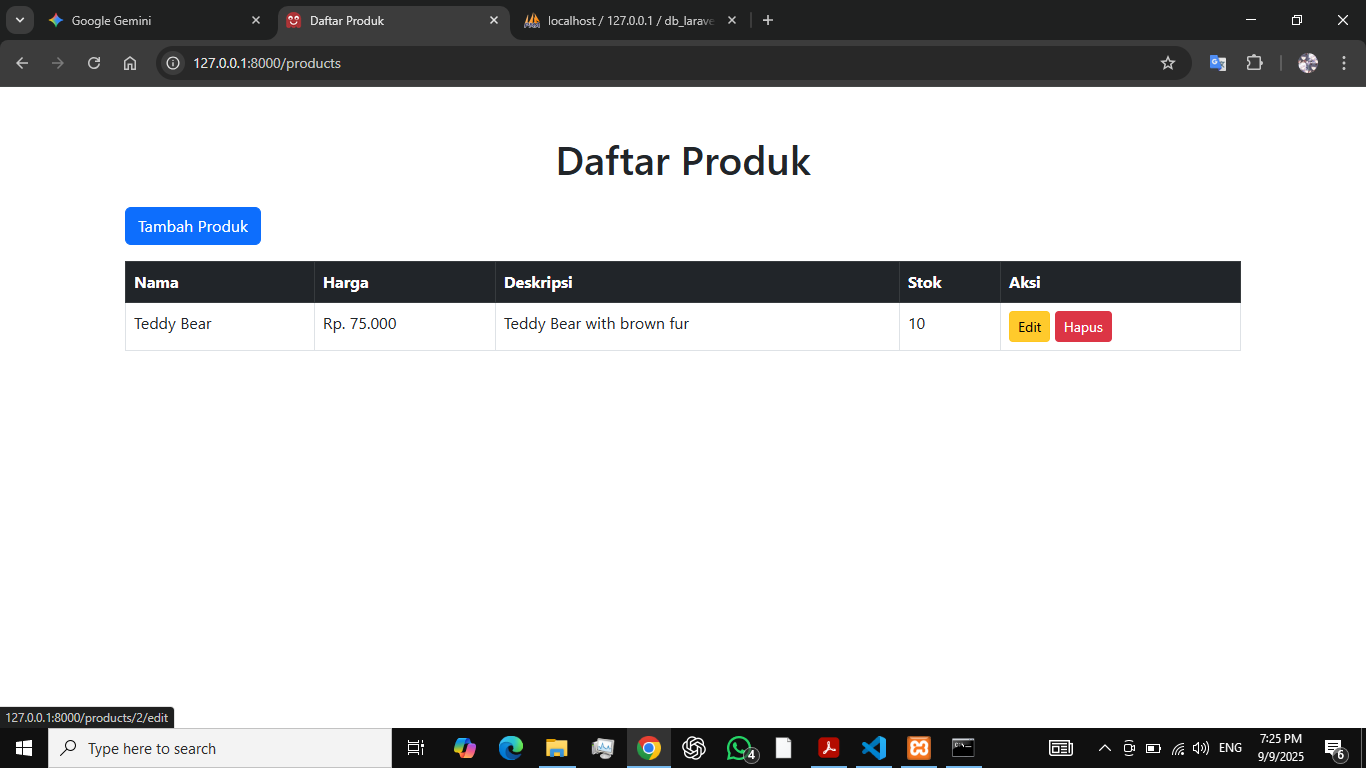 Google Gemini
Daftar Produk
localhost / 127.0.0.1 / db_larave
127.0.0.1:8000/products
Daftar Produk
Tambah Produk
Nama Harga Deskripsi Stok Aksi
Teddy Bear Rp. 75.000 Teddy Bear with brown fur 10 Edit Hapus
127.0.0.1:8000/products/2/edit
Type here to search
4
ENG
7:25 PM
9/9/2025
6